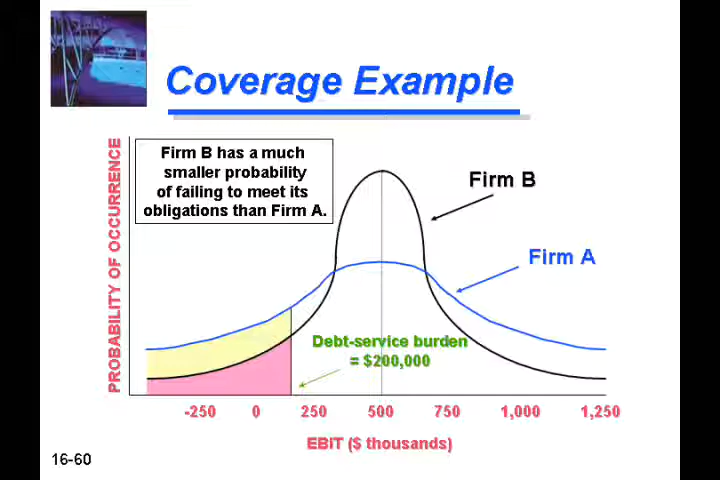 Coverage Example
PROBABILITY OF OCCURRENCE
Firm B has a much
smaller probability
of failing to meet its
obligations than Firm A.
Firm B
Firm A
Debt-service burden
= $200,000
-250 0 250 500 750 1,000 1,250
EBIT ($ thousands)
16-60